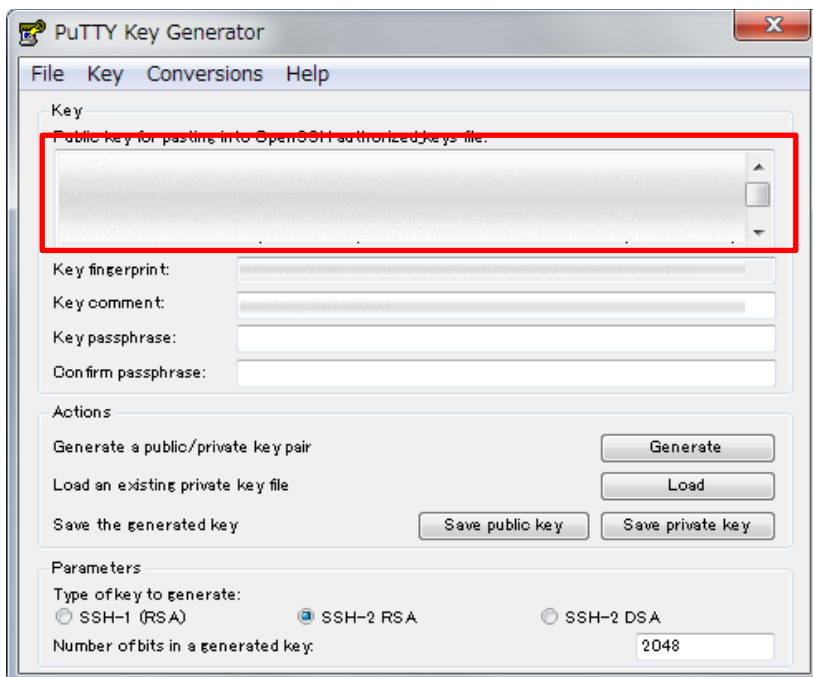 PuTTY Key Generator
File Key Conversions Help
Key
Public key for pasting into OpenSSH authorized_keys file:
Key fingerprint:
Key comment:
Key passphrase:
Confirm passphrase:
Actions
Generate a public/private key pair Generate
Load an existing private key file Load
Save the generated key Save public key Save private key
Parameters
Type of key to generate:
SSH-1 (RSA) SSH-2 RSA SSH-2 DSA
Number of bits in a generated key: 2048